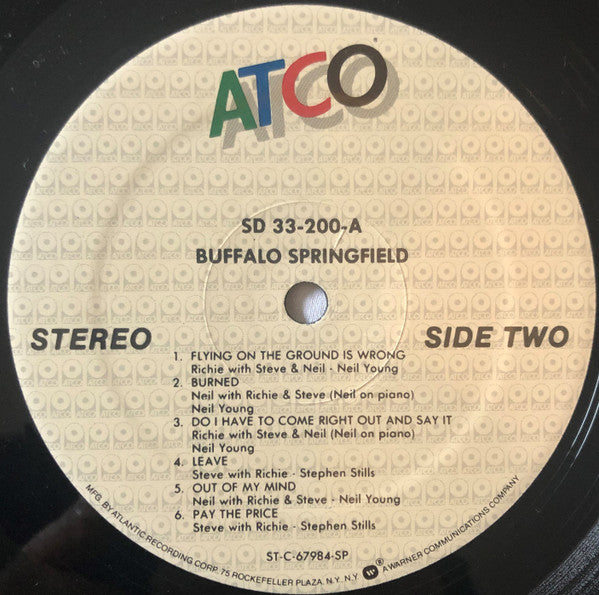 ATCO®
SD 33-200-A
BUFFALO SPRINGFIELD
STEREO
SIDE TWO
1. FLYING ON THE GROUND IS WRONG
Richie with Steve & Neil - Neil Young
2. BURNED
Neil with Richie & Steve (Neil on piano)
Neil Young
3. DO I HAVE TO COME RIGHT OUT AND SAY IT
Richie with Steve & Neil (Neil on piano)
Neil Young
4. LEAVE
Steve with Richie - Stephen Stills
5. OUT OF MY MIND
Neil with Richie & Steve - Neil Young
6. PAY THE PRICE
Steve with Richie - Stephen Stills
ST-C-67984-SP
MFG. BY ATLANTIC RECORDING CORP. 75 ROCKEFELLER PLAZA, N.Y. N.Y. ® A WARNER COMMUNICATIONS COMPANY